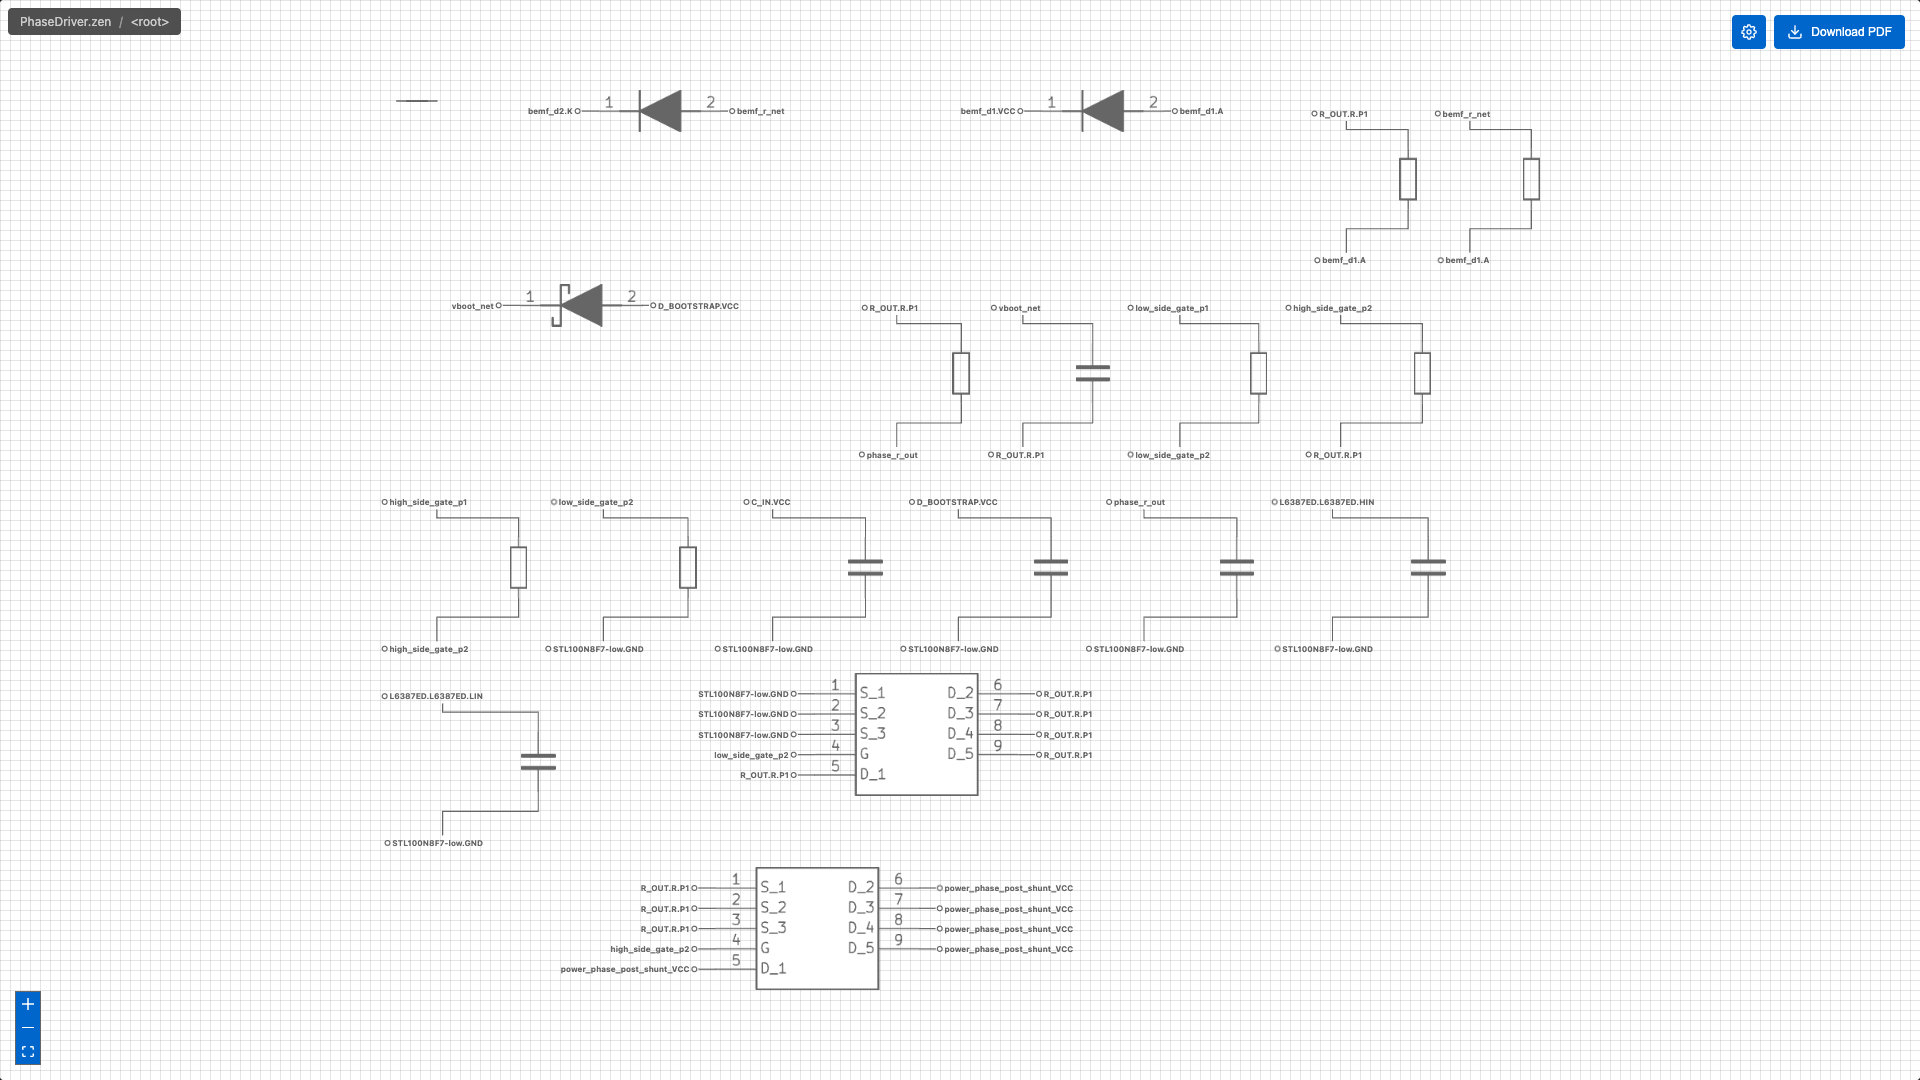 PhaseDriver.zen / <root>
Download PDF
bemf_d2.K 1 2 bemf_r_net
bemf_d1.VCC 1 2 bemf_d1.A
R_OUT.R.P1 bemf_r_net
bemf_d1.A bemf_d1.A
vboot_net 1 2 D_BOOTSTRAP.VCC
R_OUT.R.P1 vboot_net low_side_gate_p1 high_side_gate_p2
phase_r_out R_OUT.R.P1 low_side_gate_p2 R_OUT.R.P1
high_side_gate_p1 low_side_gate_p2 C_IN.VCC D_BOOTSTRAP.VCC phase_r_out L6387ED.L6387ED.HIN
high_side_gate_p2 STL100N8F7-low.GND STL100N8F7-low.GND STL100N8F7-low.GND STL100N8F7-low.GND STL100N8F7-low.GND
L6387ED.L6387ED.LIN
STL100N8F7-low.GND
STL100N8F7-low.GND 1 S_1 D_2 6 R_OUT.R.P1
STL100N8F7-low.GND 2 S_2 D_3 7 R_OUT.R.P1
STL100N8F7-low.GND 3 S_3 D_4 8 R_OUT.R.P1
low_side_gate_p2 4 G D_5 9 R_OUT.R.P1
R_OUT.R.P1 5 D_1
R_OUT.R.P1 1 S_1 D_2 6 power_phase_post_shunt_VCC
R_OUT.R.P1 2 S_2 D_3 7 power_phase_post_shunt_VCC
R_OUT.R.P1 3 S_3 D_4 8 power_phase_post_shunt_VCC
high_side_gate_p2 4 G D_5 9 power_phase_post_shunt_VCC
power_phase_post_shunt_VCC 5 D_1